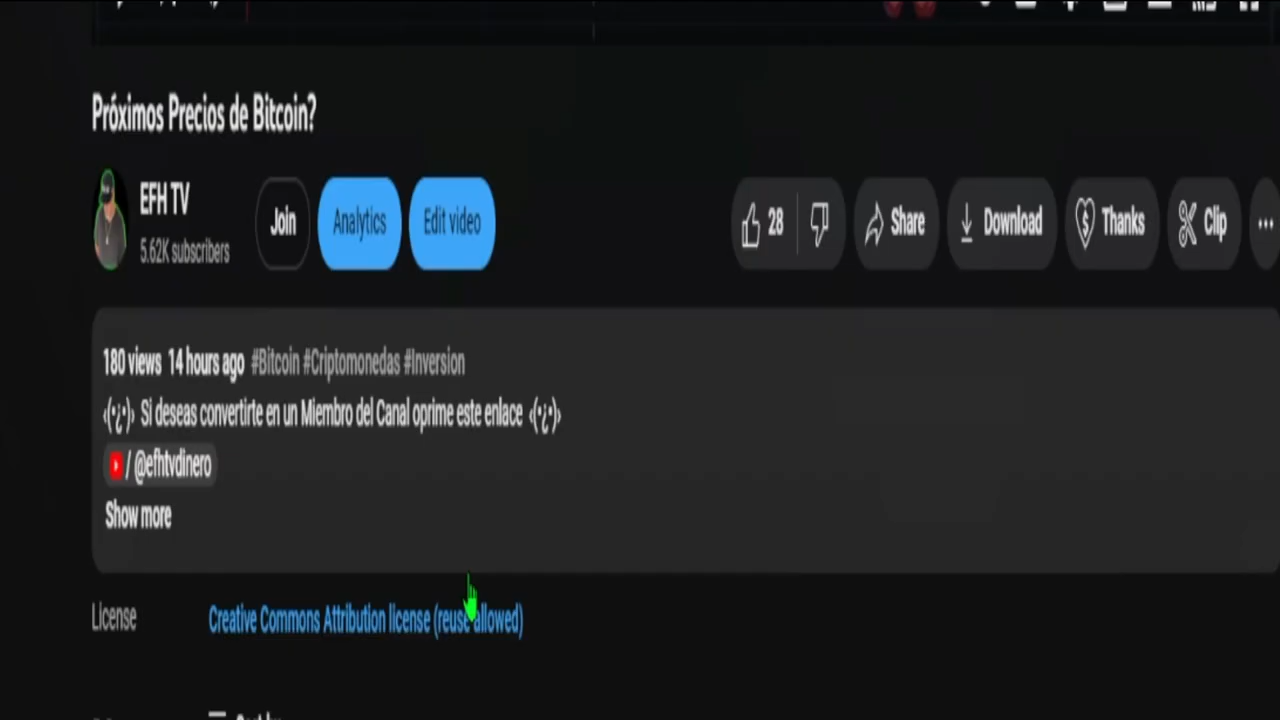 Próximos Precios de Bitcoin?
EFH TV
5.62K subscribers
Join
Analytics
Edit video
28
Share
Download
Thanks
Clip
180 views 14 hours ago #Bitcoin #Criptomonedas #Inversion
Si deseas convertirte en un Miembro del Canal oprime este enlace
/ @efhtvdinero
Show more
License
Creative Commons Attribution license (reuse allowed)